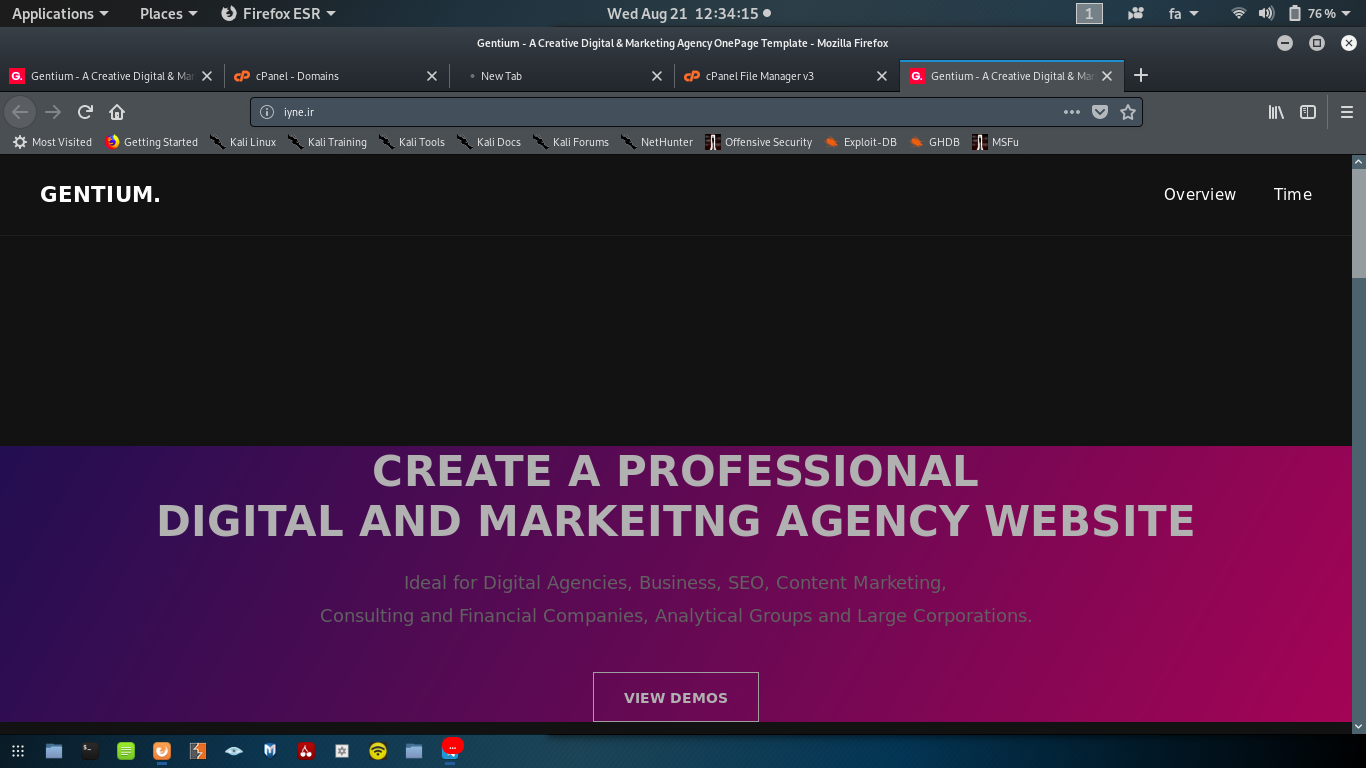 Applications Places Firefox ESR Wed Aug 21 12:34:15 1 fa 76 %
Gentium - A Creative Digital & Marketing Agency OnePage Template - Mozilla Firefox
G. Gentium - A Creative Digital & Mar cP cPanel - Domains New Tab cP cPanel File Manager v3 G. Gentium - A Creative Digital & Mar
iyne.ir
Most Visited Getting Started Kali Linux Kali Training Kali Tools Kali Docs Kali Forums NetHunter Offensive Security Exploit-DB GHDB MSFu
GENTIUM. Overview Time
CREATE A PROFESSIONAL
DIGITAL AND MARKEITNG AGENCY WEBSITE
Ideal for Digital Agencies, Business, SEO, Content Marketing,
Consulting and Financial Companies, Analytical Groups and Large Corporations.
VIEW DEMOS